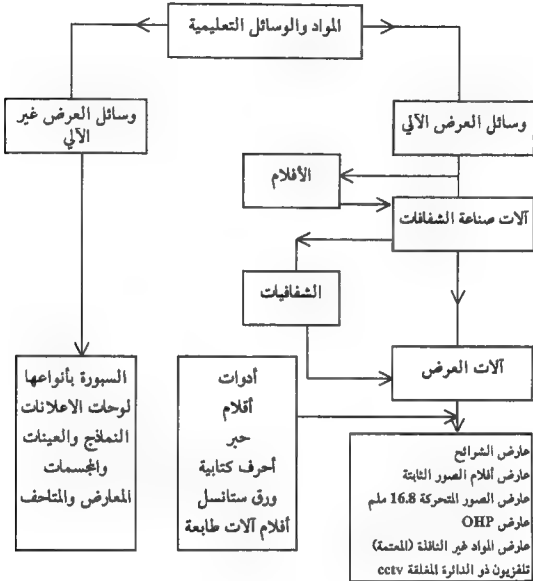 المواد والوسائل التعليمية
وسائل العرض الآلي
وسائل العرض غير
الآلي
الأفلام
آلات صناعة الشفافات
الشفافيات
آلات العرض
السبورة بأنواعها
لوحات الاعلانات
النماذج والعينات
والمجسمات
المعارض والمتاحف
أدوات
أقلام
حبر
أحرف كتابية
ورق ستانسل
أفلام آلات طابعة
عارض الشرائح
عارض أفلام الصور الثابتة
عارض الصور المتحركة 16.8 ملم
عارض OHP
عارض المواد غير النافلة (المعتمة)
تلفزيون ذو الدائرة المغلقة cctv